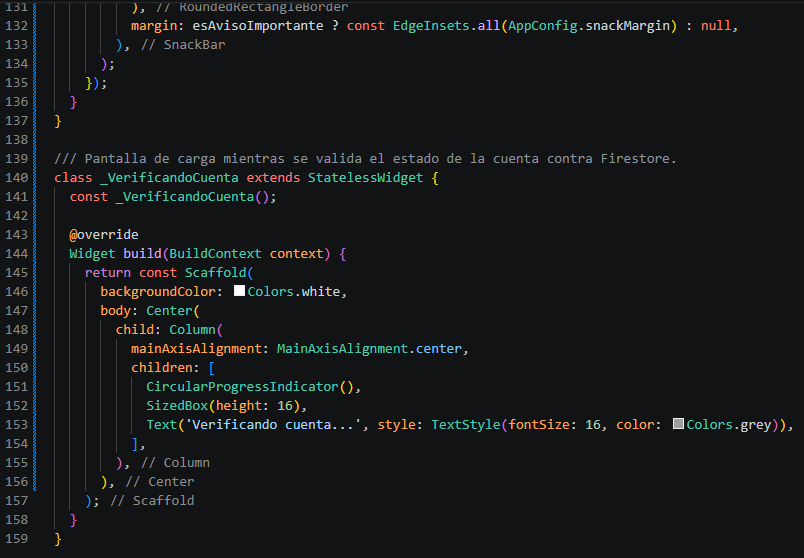 131 ), // RoundedRectangleBorder
132 margin: esAvisoImportante ? const EdgeInsets.all(AppConfig.snackMargin) : null,
133 ), // SnackBar
134 );
135 });
136 }
137 }
138
139 /// Pantalla de carga mientras se valida el estado de la cuenta contra Firestore.
140 class _VerificandoCuenta extends StatelessWidget {
141 const _VerificandoCuenta();
142
143 @override
144 Widget build(BuildContext context) {
145 return const Scaffold(
146 backgroundColor: Colors.white,
147 body: Center(
148 child: Column(
149 mainAxisAlignment: MainAxisAlignment.center,
150 children: [
151 CircularProgressIndicator(),
152 SizedBox(height: 16),
153 Text('Verificando cuenta...', style: TextStyle(fontSize: 16, color: Colors.grey)),
154 ],
155 ), // Column
156 ), // Center
157 ); // Scaffold
158 }
159 }